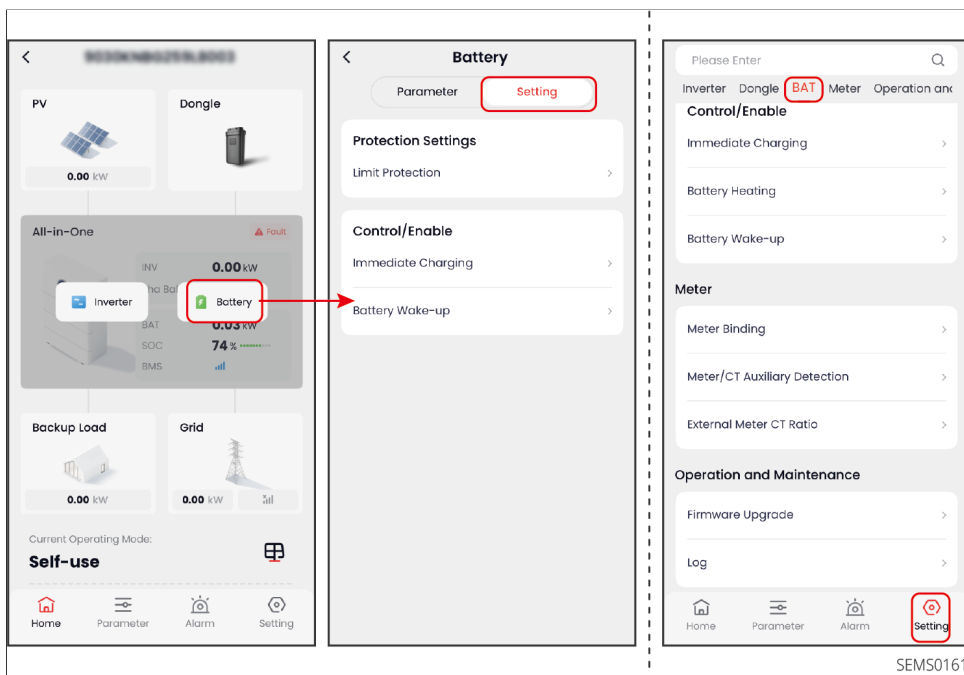 PV
Dongle
0.00 kW
All-in-One
Fault
INV 0.00 kW
Inverter
Battery
BAT 0.03 kW
SOC 74 %
BMS
Backup Load
Grid
0.00 kW
0.00 kW
Current Operating Mode:
Self-use
Home Parameter Alarm Setting
Battery
Parameter Setting
Protection Settings
Limit Protection
Control/Enable
Immediate Charging
Battery Wake-up
Please Enter
Inverter Dongle BAT Meter Operation and
Control/Enable
Immediate Charging
Battery Heating
Battery Wake-up
Meter
Meter Binding
Meter/CT Auxiliary Detection
External Meter CT Ratio
Operation and Maintenance
Firmware Upgrade
Log
Home Parameter Alarm Setting
SEMS0161